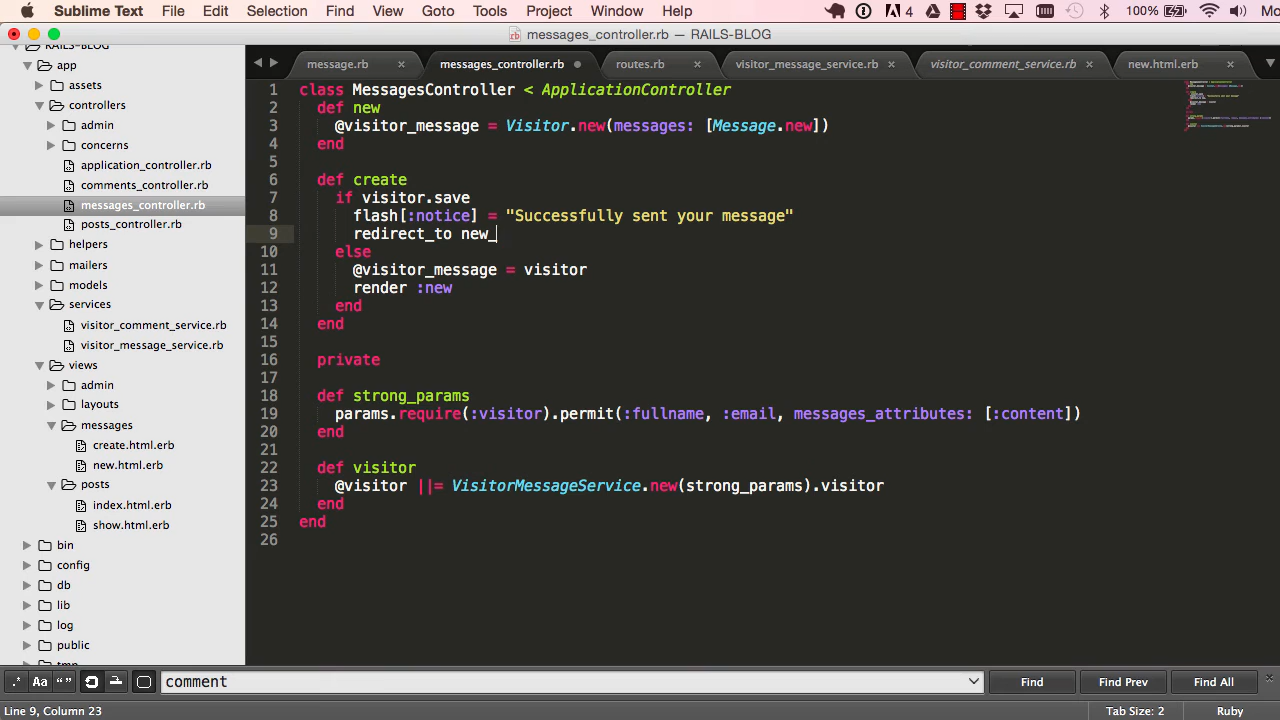 Sublime Text File Edit Selection Find View Goto Tools Project Window Help 4 100% Mo
messages_controller.rb — RAILS-BLOG
RAILS-BLOG
app
assets
controllers
admin
concerns
application_controller.rb
comments_controller.rb
messages_controller.rb
posts_controller.rb
helpers
mailers
models
services
visitor_comment_service.rb
visitor_message_service.rb
views
admin
layouts
messages
create.html.erb
new.html.erb
posts
index.html.erb
show.html.erb
bin
config
db
lib
log
public
tmp
message.rb × messages_controller.rb routes.rb × visitor_message_service.rb × visitor_comment_service.rb × new.html.erb ×
1 class MessagesController < ApplicationController
2 def new
3 @visitor_message = Visitor.new(messages: [Message.new])
4 end
5
6 def create
7 if visitor.save
8 flash[:notice] = "Successfully sent your message"
9 redirect_to new_
10 else
11 @visitor_message = visitor
12 render :new
13 end
14 end
15
16 private
17
18 def strong_params
19 params.require(:visitor).permit(:fullname, :email, messages_attributes: [:content])
20 end
21
22 def visitor
23 @visitor ||= VisitorMessageService.new(strong_params).visitor
24 end
25 end
26
.* Aa “ ” comment Find Find Prev Find All ×
Line 9, Column 23 Tab Size: 2 Ruby